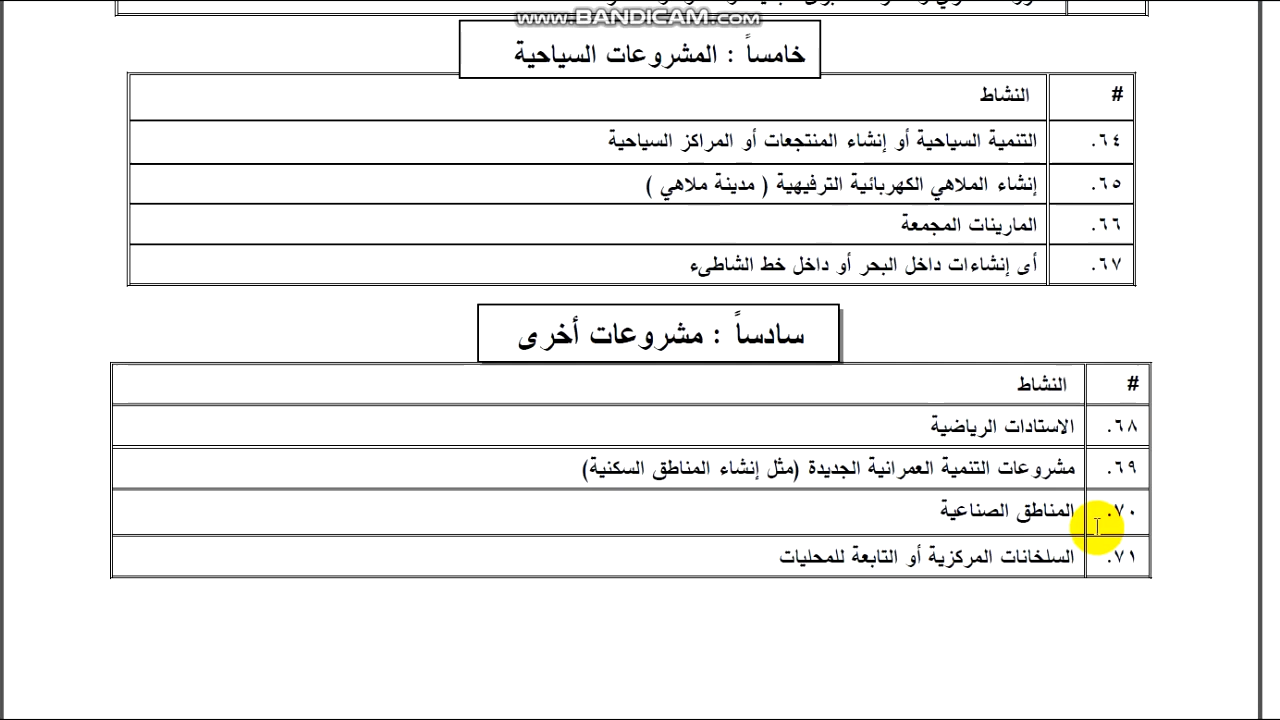 www.BANDICAM.com
خامساً : المشروعات السياحية
# النشاط
٦٤. التنمية السياحية أو إنشاء المنتجعات أو المراكز السياحية
٦٥. إنشاء الملاهي الكهربائية الترفيهية ( مدينة ملاهي )
٦٦. المارينات المجمعة
٦٧. أى إنشاءات داخل البحر أو داخل خط الشاطىء
سادساً : مشروعات أخرى
# النشاط
٦٨. الاستادات الرياضية
٦٩. مشروعات التنمية العمرانية الجديدة (مثل إنشاء المناطق السكنية)
٧٠. المناطق الصناعية
٧١. السلخانات المركزية أو التابعة للمحليات